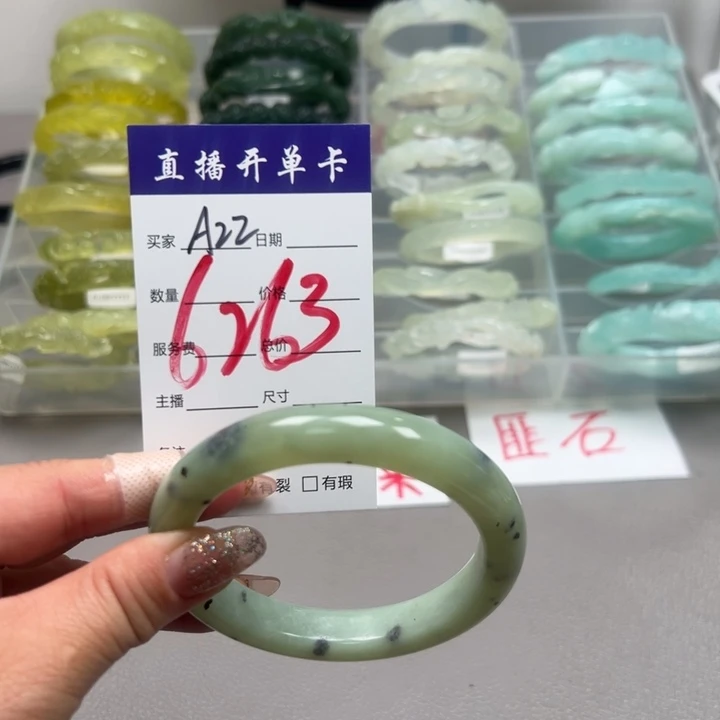 直播开单卡
买家 A22 日期
数量 价格
6263
服务费 总价
主播 尺寸
有裂 □有瑕
匪石